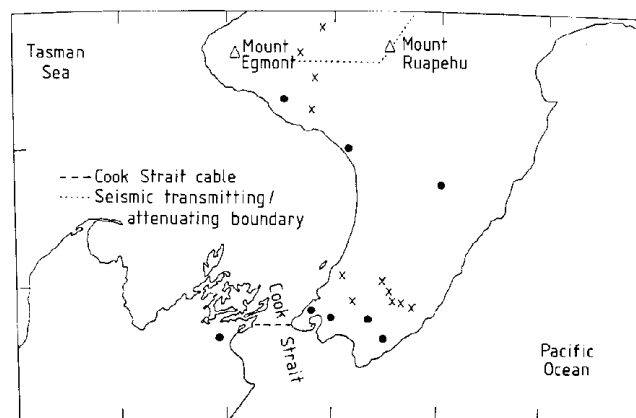 Tasman
Sea
Mount
Egmont
Mount
Ruapehu
Cook Strait cable
Seismic transmitting/
attenuating boundary
Cook
Strait
Pacific
Ocean